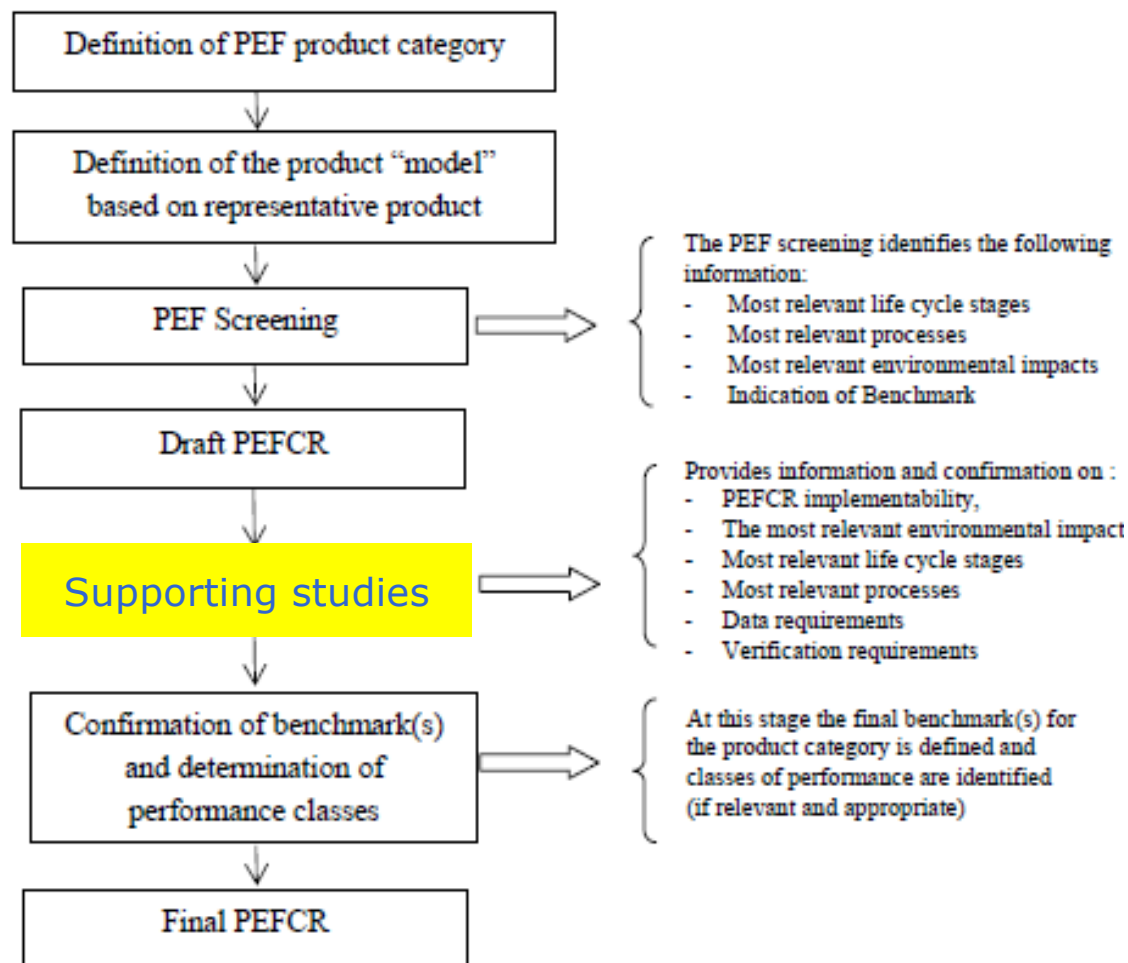 Definition of PEF product category
Definition of the product “model”
based on representative product
PEF Screening
The PEF screening identifies the following
information:
- Most relevant life cycle stages
- Most relevant processes
- Most relevant environmental impacts
- Indication of Benchmark
Draft PEFCR
Supporting studies
Provides information and confirmation on :
- PEFCR implementability,
- The most relevant environmental impact
- Most relevant life cycle stages
- Most relevant processes
- Data requirements
- Verification requirements
Confirmation of benchmark(s)
and determination of
performance classes
At this stage the final benchmark(s) for
the product category is defined and
classes of performance are identified
(if relevant and appropriate)
Final PEFCR